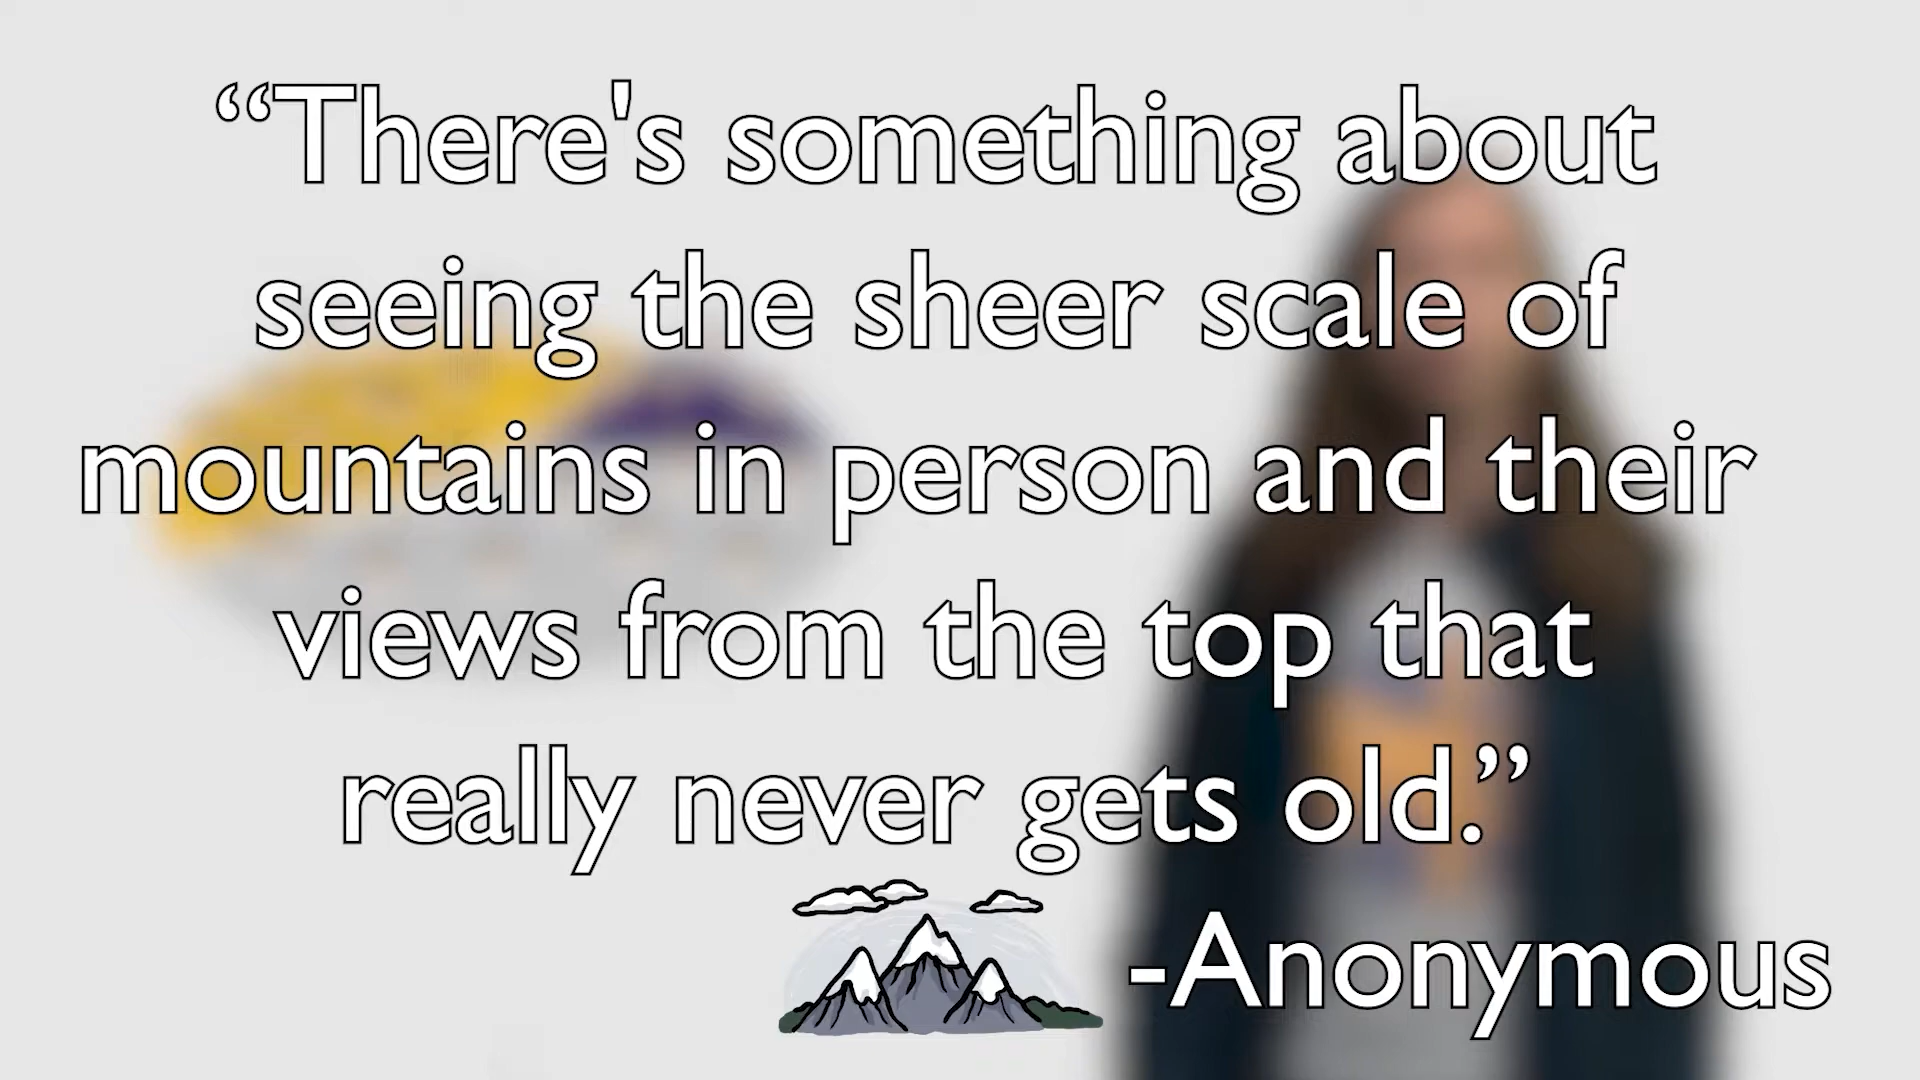 “There's something about
seeing the sheer scale of
mountains in person and their
views from the top that
really never gets old.”
-Anonymous